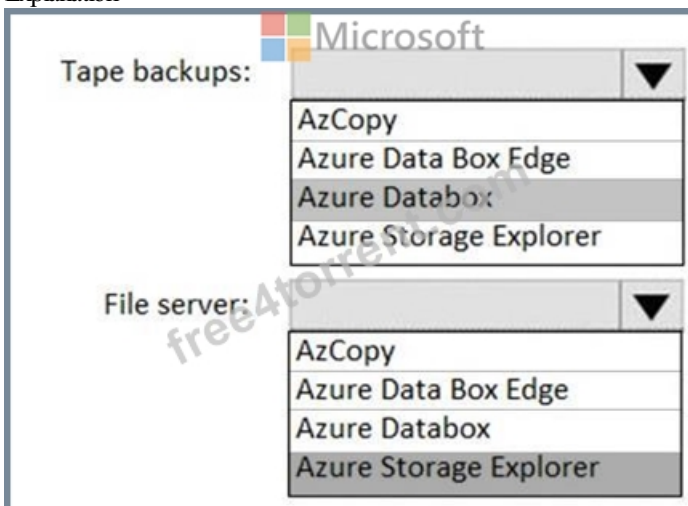 Microsoft
Tape backups:
AzCopy
Azure Data Box Edge
Azure Databox
Azure Storage Explorer
File server:
AzCopy
Azure Data Box Edge
Azure Databox
Azure Storage Explorer
free4torrent.com